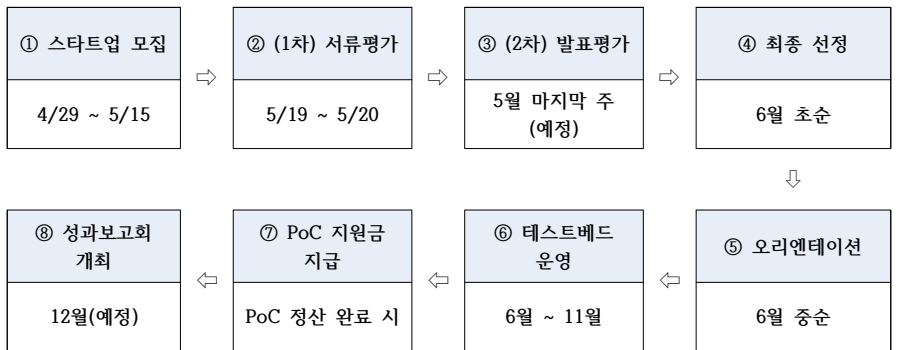 ① 스타트업 모집
4/29 ~ 5/15
② (1차) 서류평가
5/19 ~ 5/20
③ (2차) 발표평가
5월 마지막 주
(예정)
④ 최종 선정
6월 초순
⑤ 오리엔테이션
6월 중순
⑥ 테스트베드
운영
6월 ~ 11월
⑦ PoC 지원금
지급
PoC 정산 완료 시
⑧ 성과보고회
개최
12월(예정)